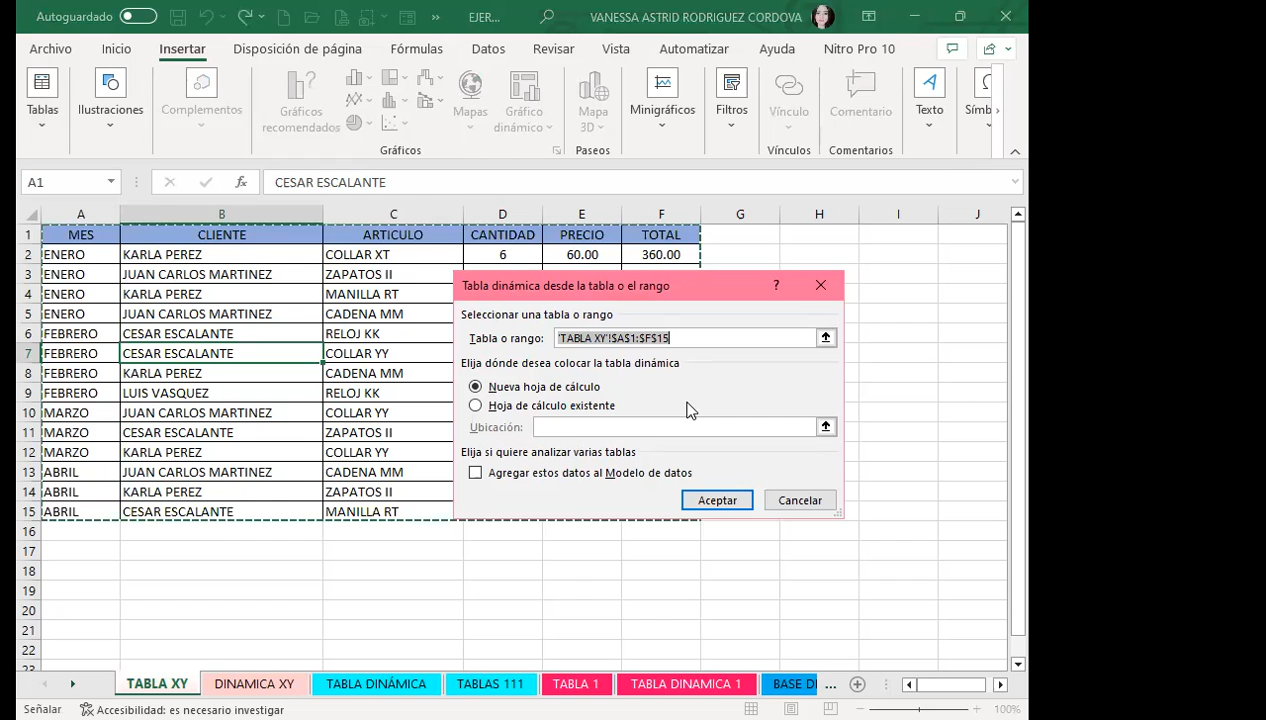 Autoguardado EJER... VANESSA ASTRID RODRIGUEZ CORDOVA
Archivo Inicio Insertar Disposición de página Fórmulas Datos Revisar Vista Automatizar Ayuda Nitro Pro 10
Tablas Ilustraciones Complementos Gráficos recomendados Mapas Gráfico dinámico Mapa 3D Minigráficos Filtros Vínculo Comentario Texto Símb
Gráficos Paseos Vínculos Comentarios
A1 fx CESAR ESCALANTE
A B C D E F G H I J
1 MES CLIENTE ARTICULO CANTIDAD PRECIO TOTAL
2 ENERO KARLA PEREZ COLLAR XT 6 60.00 360.00
3 ENERO JUAN CARLOS MARTINEZ ZAPATOS II
4 ENERO KARLA PEREZ MANILLA RT
5 ENERO JUAN CARLOS MARTINEZ CADENA MM
6 FEBRERO CESAR ESCALANTE RELOJ KK
7 FEBRERO CESAR ESCALANTE COLLAR YY
8 FEBRERO KARLA PEREZ CADENA MM
9 FEBRERO LUIS VASQUEZ RELOJ KK
10 MARZO JUAN CARLOS MARTINEZ COLLAR YY
11 MARZO CESAR ESCALANTE ZAPATOS II
12 MARZO KARLA PEREZ COLLAR YY
13 ABRIL JUAN CARLOS MARTINEZ CADENA MM
14 ABRIL KARLA PEREZ ZAPATOS II
15 ABRIL CESAR ESCALANTE MANILLA RT
16
17
18
19
20
21
22
23
Tabla dinámica desde la tabla o el rango ?
Seleccionar una tabla o rango
Tabla o rango: 'TABLA XY'!$A$1:$F$15
Elija dónde desea colocar la tabla dinámica
Nueva hoja de cálculo
Hoja de cálculo existente
Ubicación:
Elija si quiere analizar varias tablas
Agregar estos datos al Modelo de datos
Aceptar Cancelar
TABLA XY DINAMICA XY TABLA DINÁMICA TABLAS 111 TABLA 1 TABLA DINAMICA 1 BASE DI ...
Señalar Accesibilidad: es necesario investigar 100%